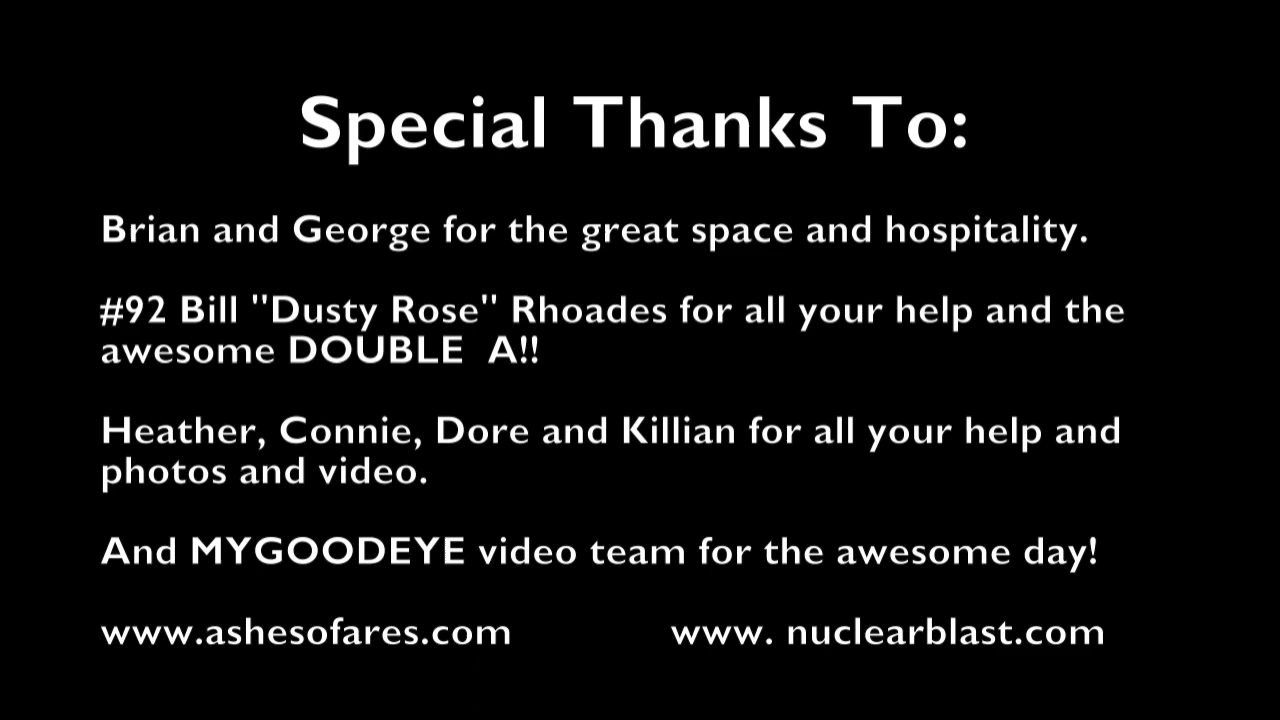 Special Thanks To:
Brian and George for the great space and hospitality.
#92 Bill "Dusty Rose" Rhoades for all your help and the
awesome DOUBLE  A!!
Heather, Connie, Dore and Killian for all your help and
photos and video.
And MYGOODEYE video team for the awesome day!
www.ashesofares.com www. nuclearblast.com